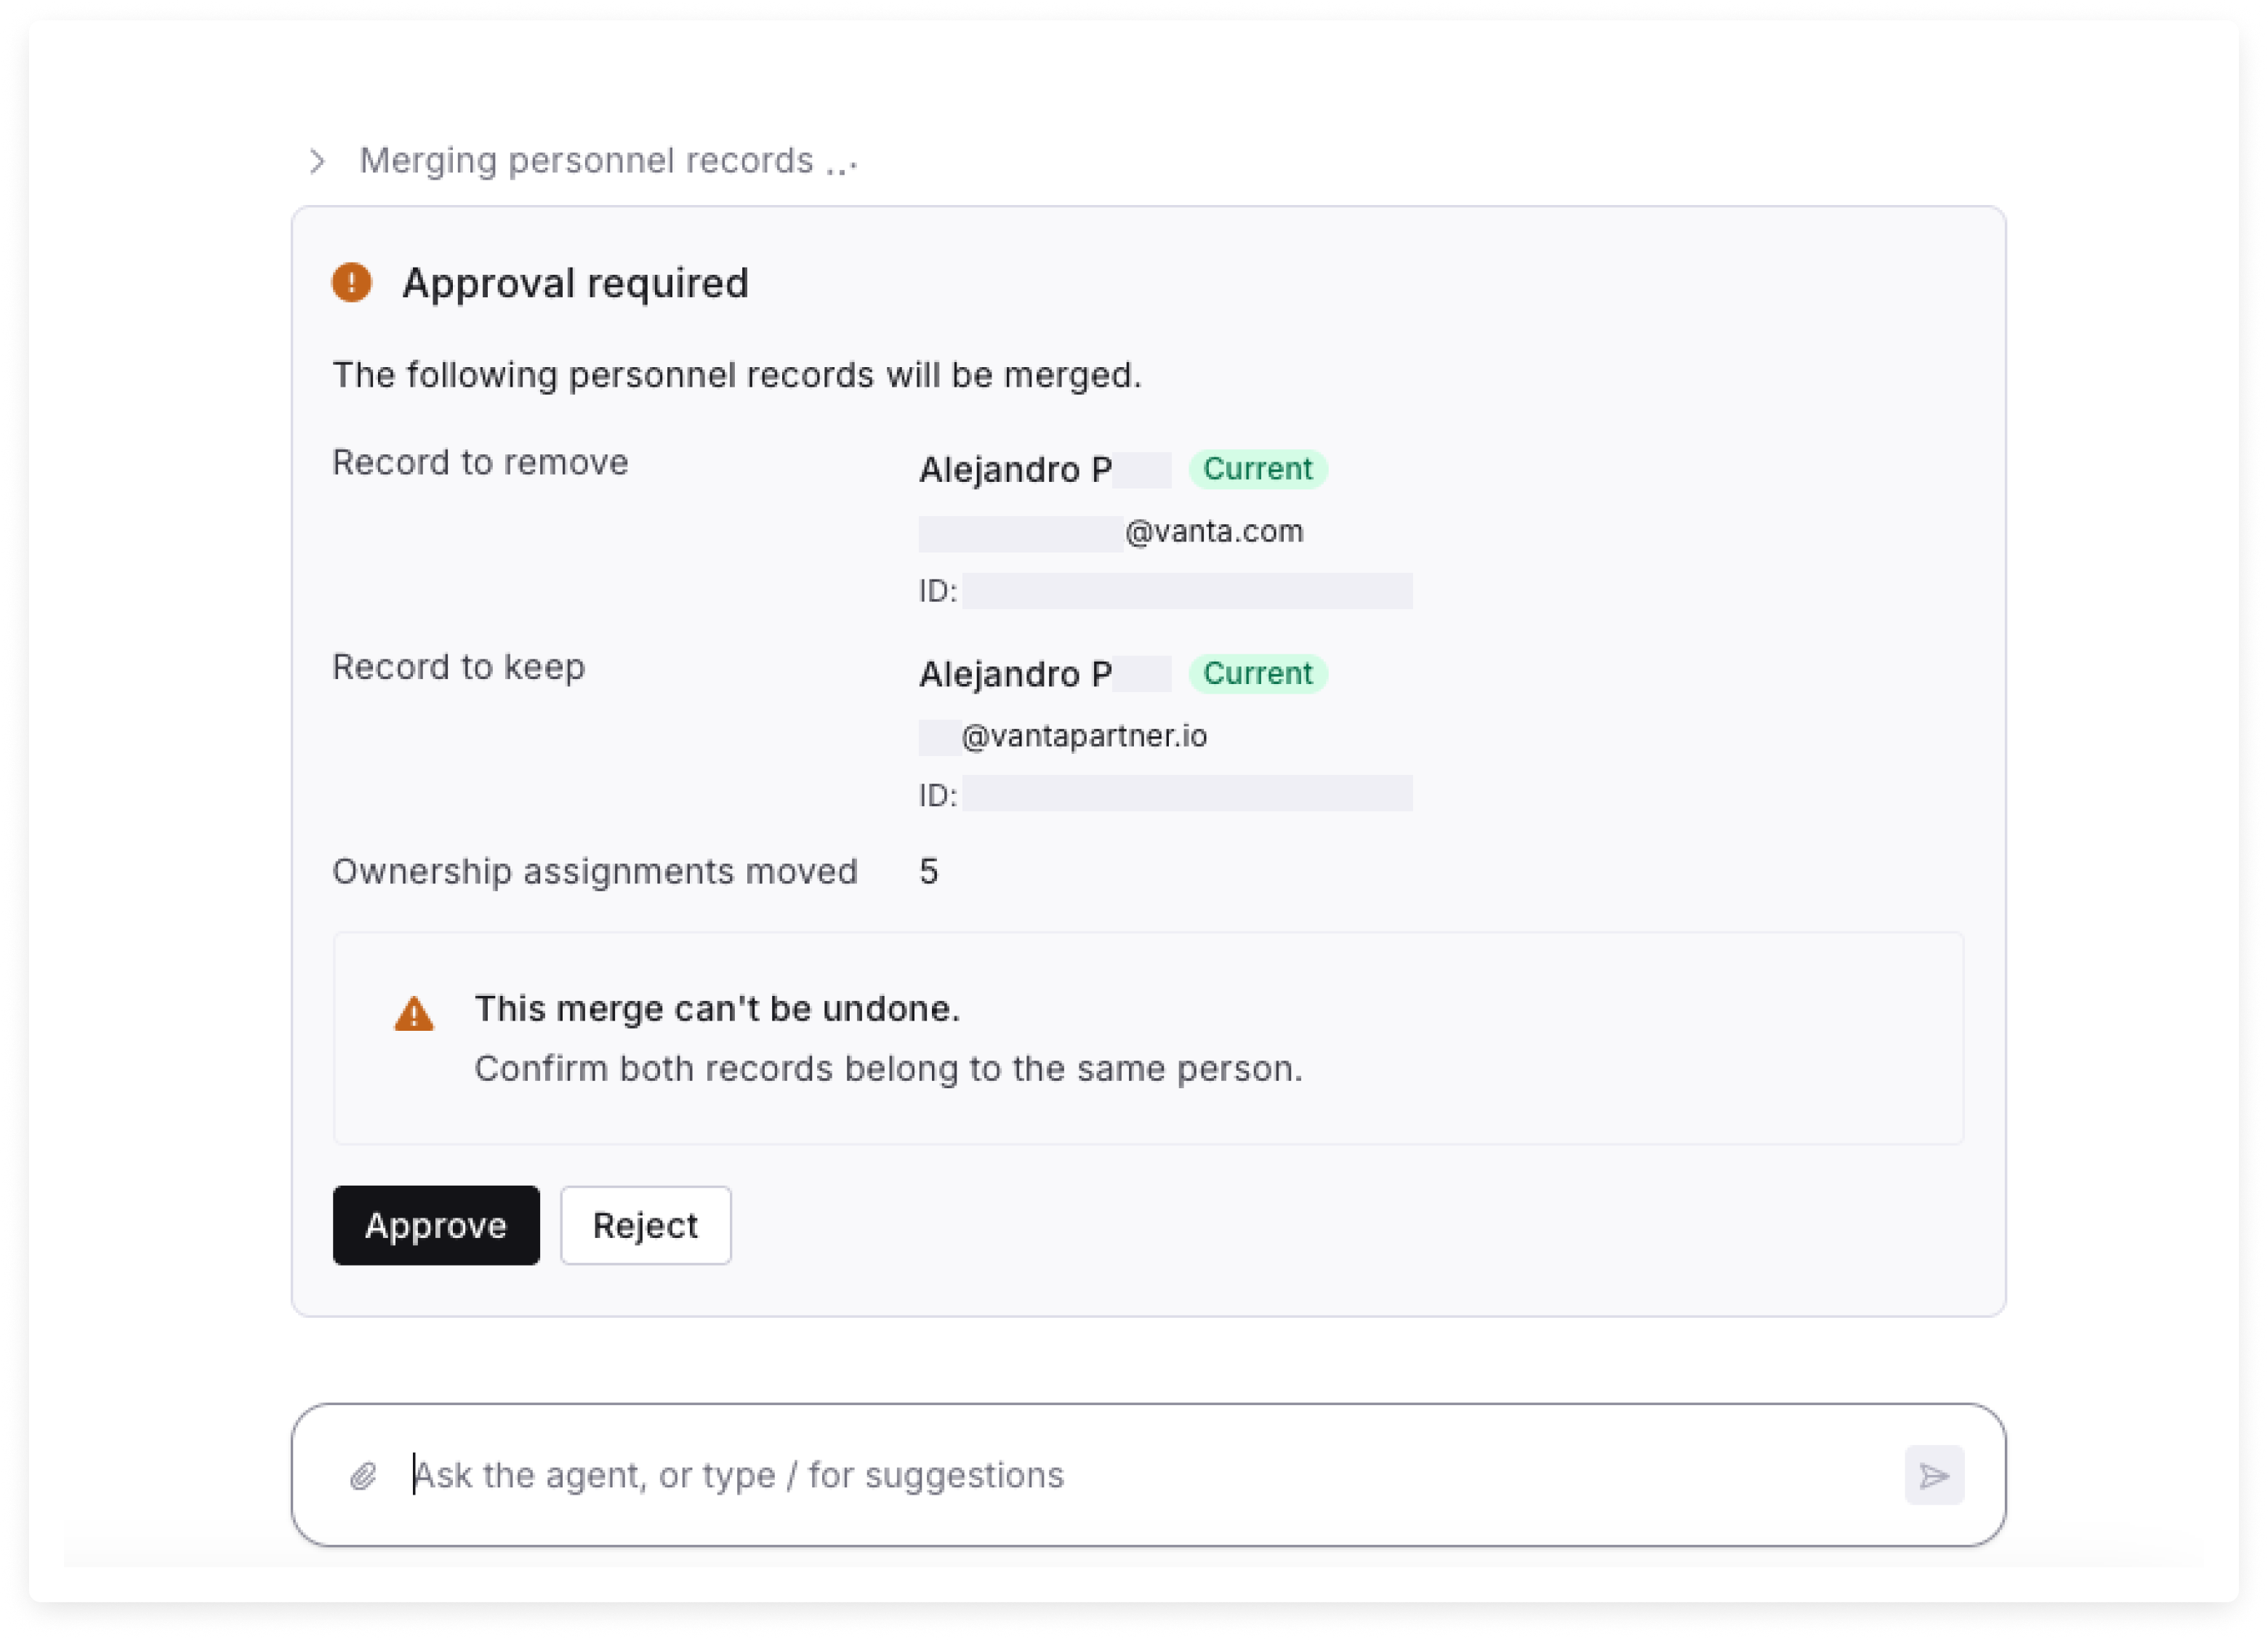 Merging personnel records ...
Approval required
The following personnel records will be merged.
Record to remove
Alejandro P
Current
@vanta.com
ID:
Record to keep
Alejandro P
Current
@vantapartner.io
ID:
Ownership assignments moved 5
This merge can't be undone.
Confirm both records belong to the same person.
Approve Reject
Ask the agent, or type / for suggestions